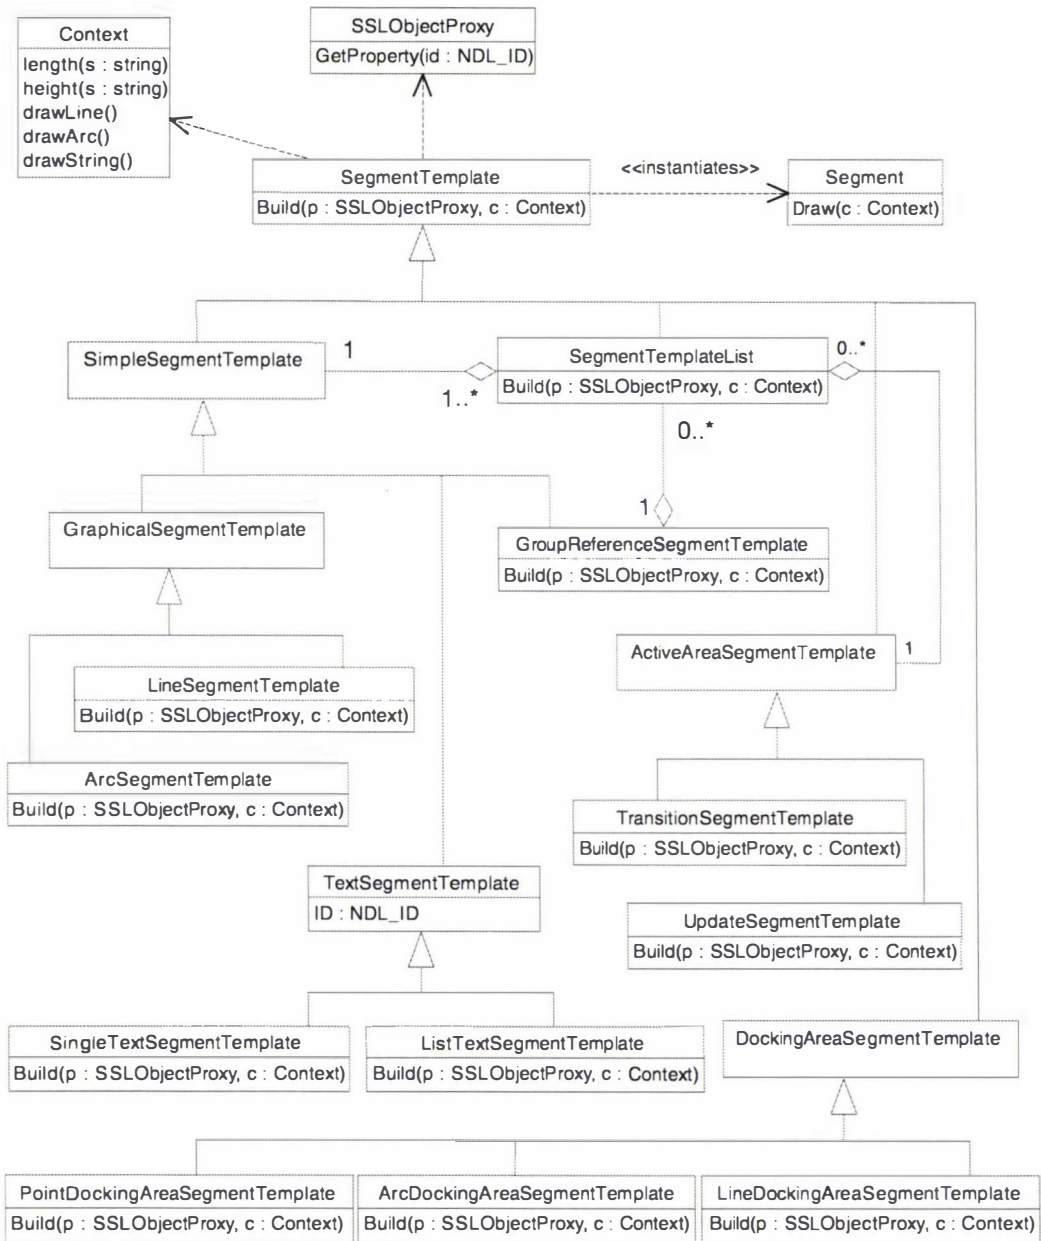 SSLObjectProxy
GetProperty(id : NDL_ID)
Context
length(s : string)
height(s : string)
drawLine()
drawArc()
drawString()
SegmentTemplate
Build(p : SSLObjectProxy, c : Context)
<<instantiates>>
Segment
Draw(c : Context)
SimpleSegmentTemplate
1
1..*
SegmentTemplateList
Build(p : SSLObjectProxy, c : Context)
0..*
0..*
1
GraphicalSegmentTemplate
GroupReferenceSegmentTemplate
Build(p : SSLObjectProxy, c : Context)
ActiveAreaSegmentTemplate
1
LineSegmentTemplate
Build(p : SSLObjectProxy, c : Context)
ArcSegmentTemplate
Build(p : SSLObjectProxy, c : Context)
TransitionSegmentTemplate
Build(p : SSLObjectProxy, c : Context)
TextSegmentTemplate
ID : NDL_ID
UpdateSegmentTemplate
Build(p : SSLObjectProxy, c : Context)
SingleTextSegmentTemplate
Build(p : SSLObjectProxy, c : Context)
ListTextSegmentTemplate
Build(p : SSLObjectProxy, c : Context)
DockingAreaSegmentTemplate
PointDockingAreaSegmentTemplate
Build(p : SSLObjectProxy, c : Context)
ArcDockingAreaSegmentTemplate
Build(p : SSLObjectProxy, c : Context)
LineDockingAreaSegmentTemplate
Build(p : SSLObjectProxy, c : Context)